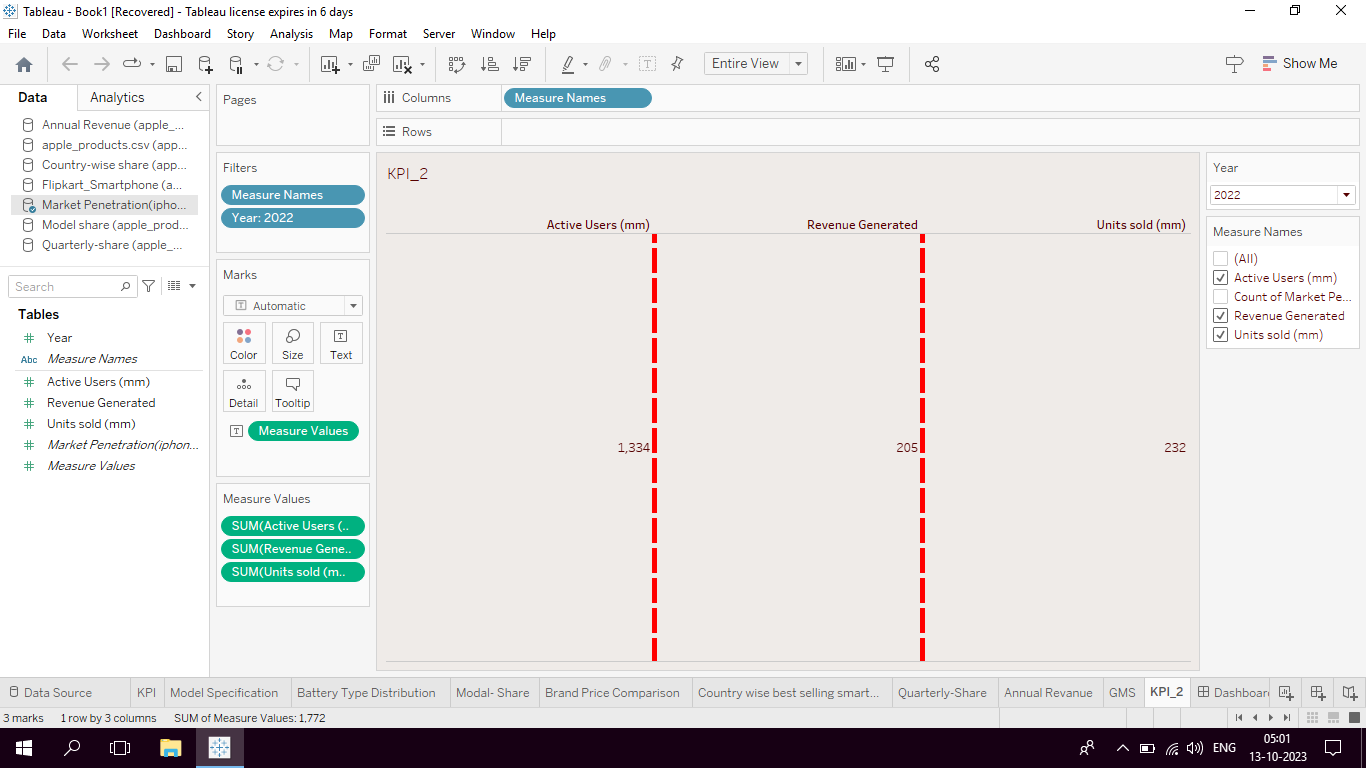 Tableau - Book1 [Recovered] - Tableau license expires in 6 days
File Data Worksheet Dashboard Story Analysis Map Format Server Window Help
Entire View
Show Me
Data Analytics
Annual Revenue (apple_...
apple_products.csv (app...
Country-wise share (app...
Flipkart_Smartphone (a...
Market Penetration(ipho...
Model share (apple_prod...
Quarterly-share (apple_...
Search
Tables
Year
Abc Measure Names
Active Users (mm)
Revenue Generated
Units sold (mm)
Market Penetration(iphon...
Measure Values
Pages
Filters
Measure Names
Year: 2022
Marks
T Automatic
Color Size Text
Detail Tooltip
T Measure Values
Measure Values
SUM(Active Users (..
SUM(Revenue Gene..
SUM(Units sold (m..
Columns Measure Names
Rows
KPI_2
Active Users (mm) Revenue Generated Units sold (mm)
1,334 205 232
Year
2022
Measure Names
(All)
Active Users (mm)
Count of Market Pe...
Revenue Generated
Units sold (mm)
Data Source KPI Model Specification Battery Type Distribution Modal- Share Brand Price Comparison Country wise best selling smart... Quarterly-Share Annual Revanue GMS KPI_2 Dashboar
3 marks 1 row by 3 columns SUM of Measure Values: 1,772
ENG
05:01
13-10-2023